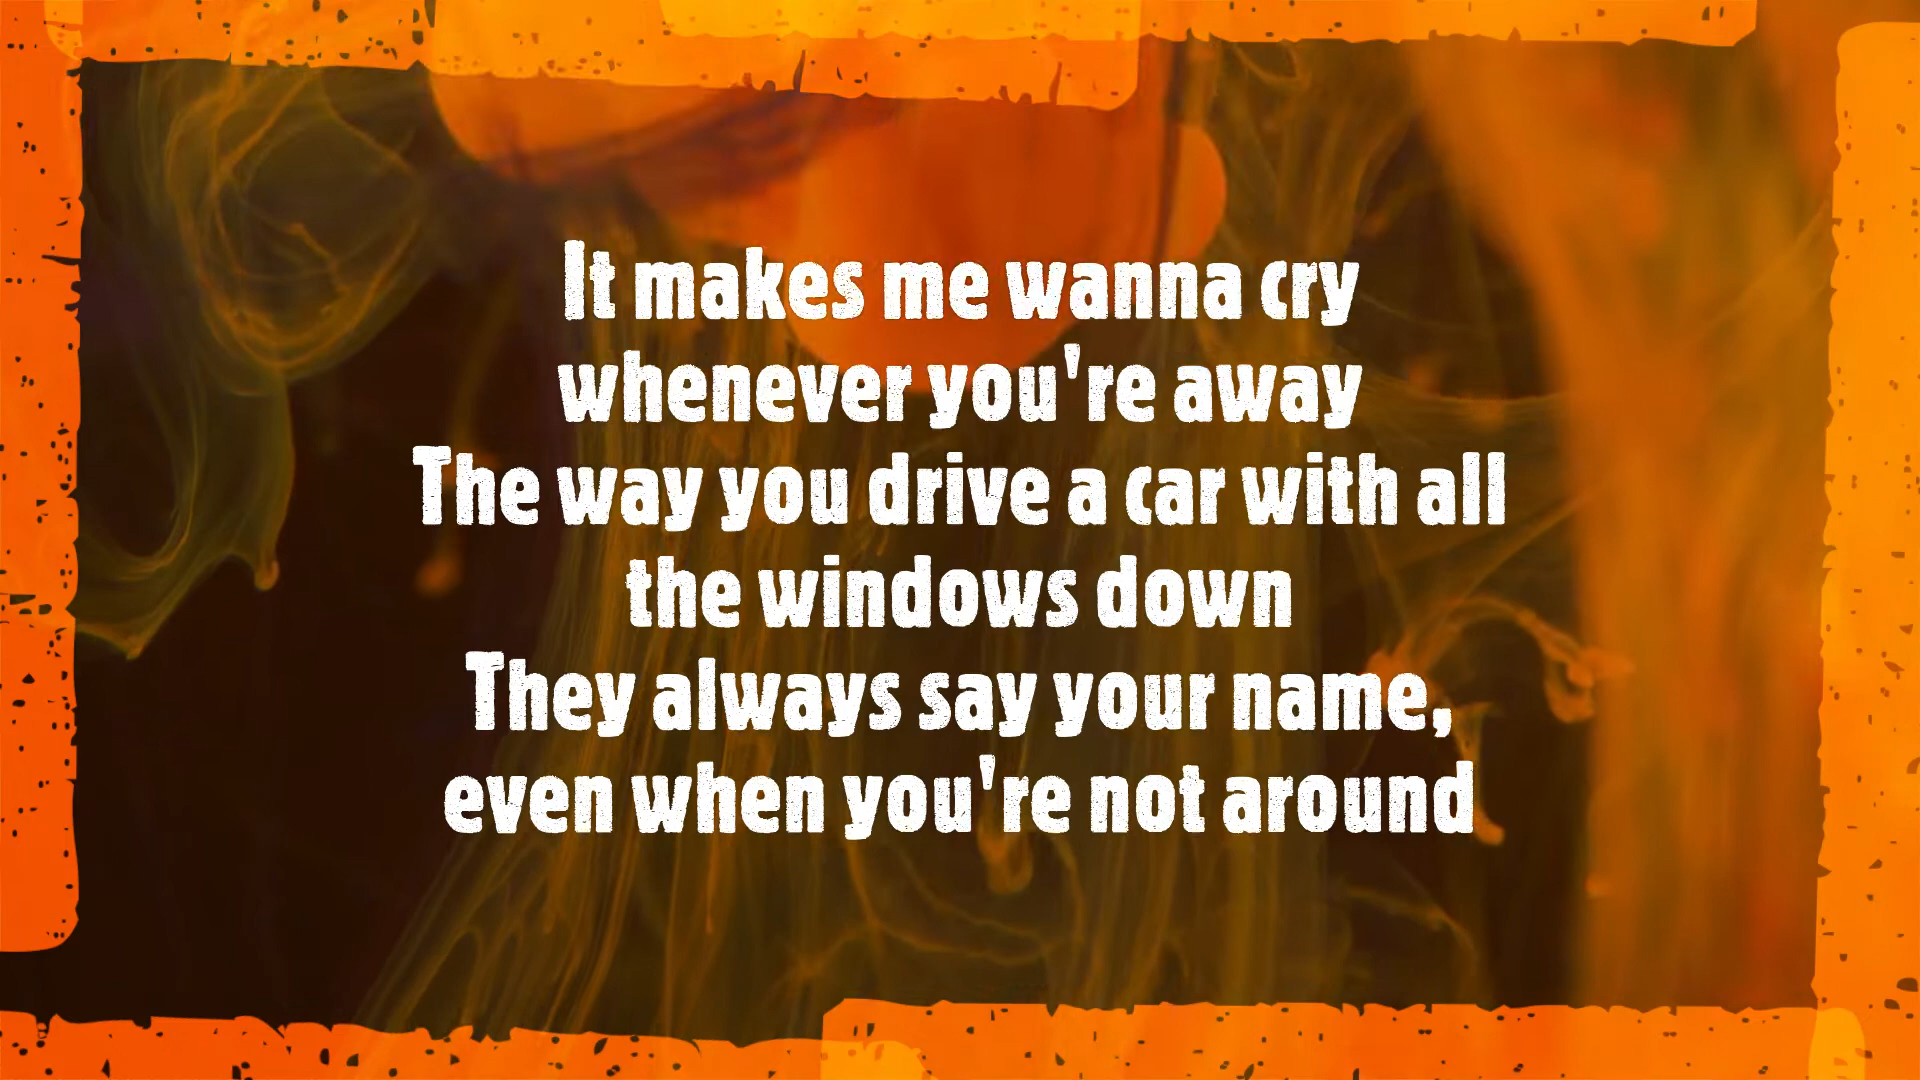 It makes me wanna cry
whenever you're away
The way you drive a car with all
the windows down
They always say your name,
even when you're not around